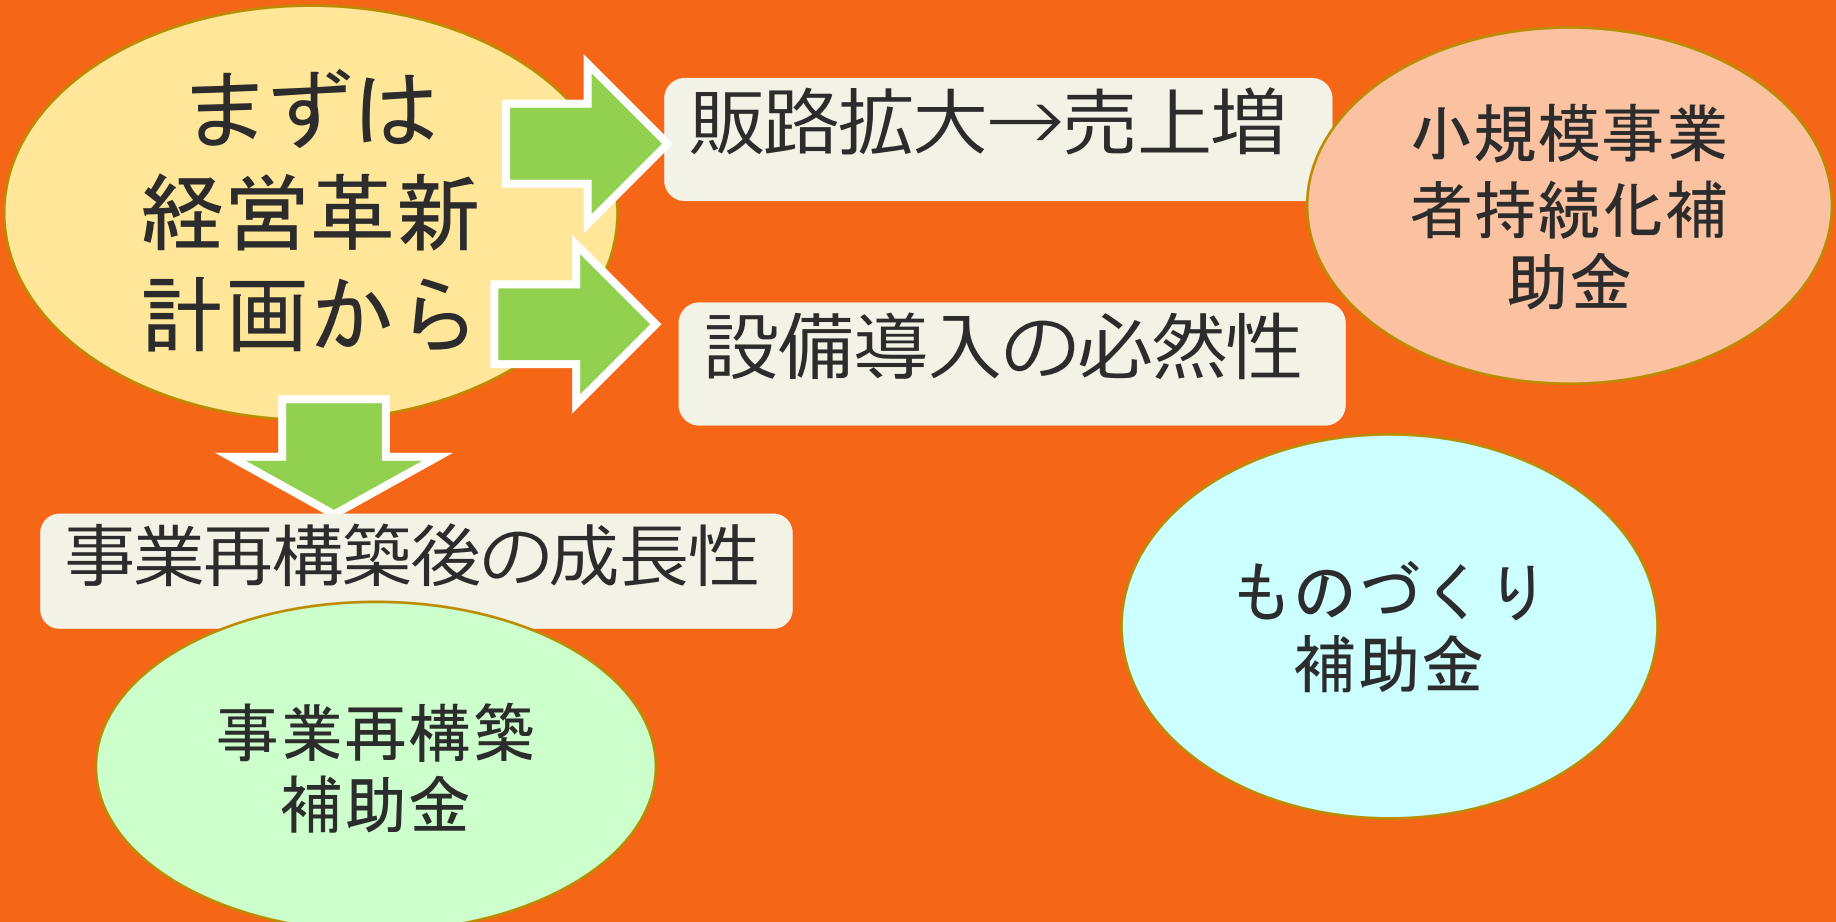 まずは
経営革新
計画から
販路拡大→売上増
小規模事業
者持続化補
助金
設備導入の必然性
事業再構築後の成長性
ものづくり
補助金
事業再構築
補助金